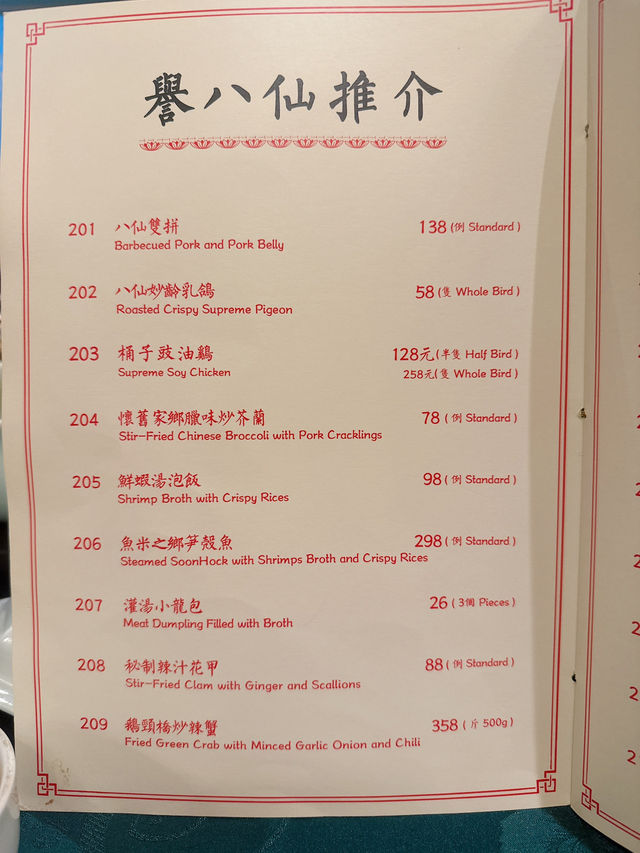 譽八仙推介
201 八仙雙拼 138 (例 Standard)
Barbecued Pork and Pork Belly
202 八仙妙齡乳鴿 58 (隻 Whole Bird)
Roasted Crispy Supreme Pigeon
203 桶子豉油鷄 128元 (半隻 Half Bird)
Supreme Soy Chicken 258元 (隻 Whole Bird)
204 懷舊家鄉臘味炒芥蘭 78 (例 Standard)
Stir-Fried Chinese Broccoli with Pork Cracklings
205 鮮蝦湯泡飯 98 (例 Standard)
Shrimp Broth with Crispy Rices
206 魚米之鄉笋殼魚 298 (例 Standard)
Steamed SoonHock with Shrimps Broth and Crispy Rices
207 灌湯小龍包 26 (3個 Pieces)
Meat Dumpling Filled with Broth
208 秘制辣汁花甲 88 (例 Standard)
Stir-Fried Clam with Ginger and Scallions
209 鵝頸橋炒辣蟹 358 (斤 500g)
Fried Green Crab with Minced Garlic Onion and Chili